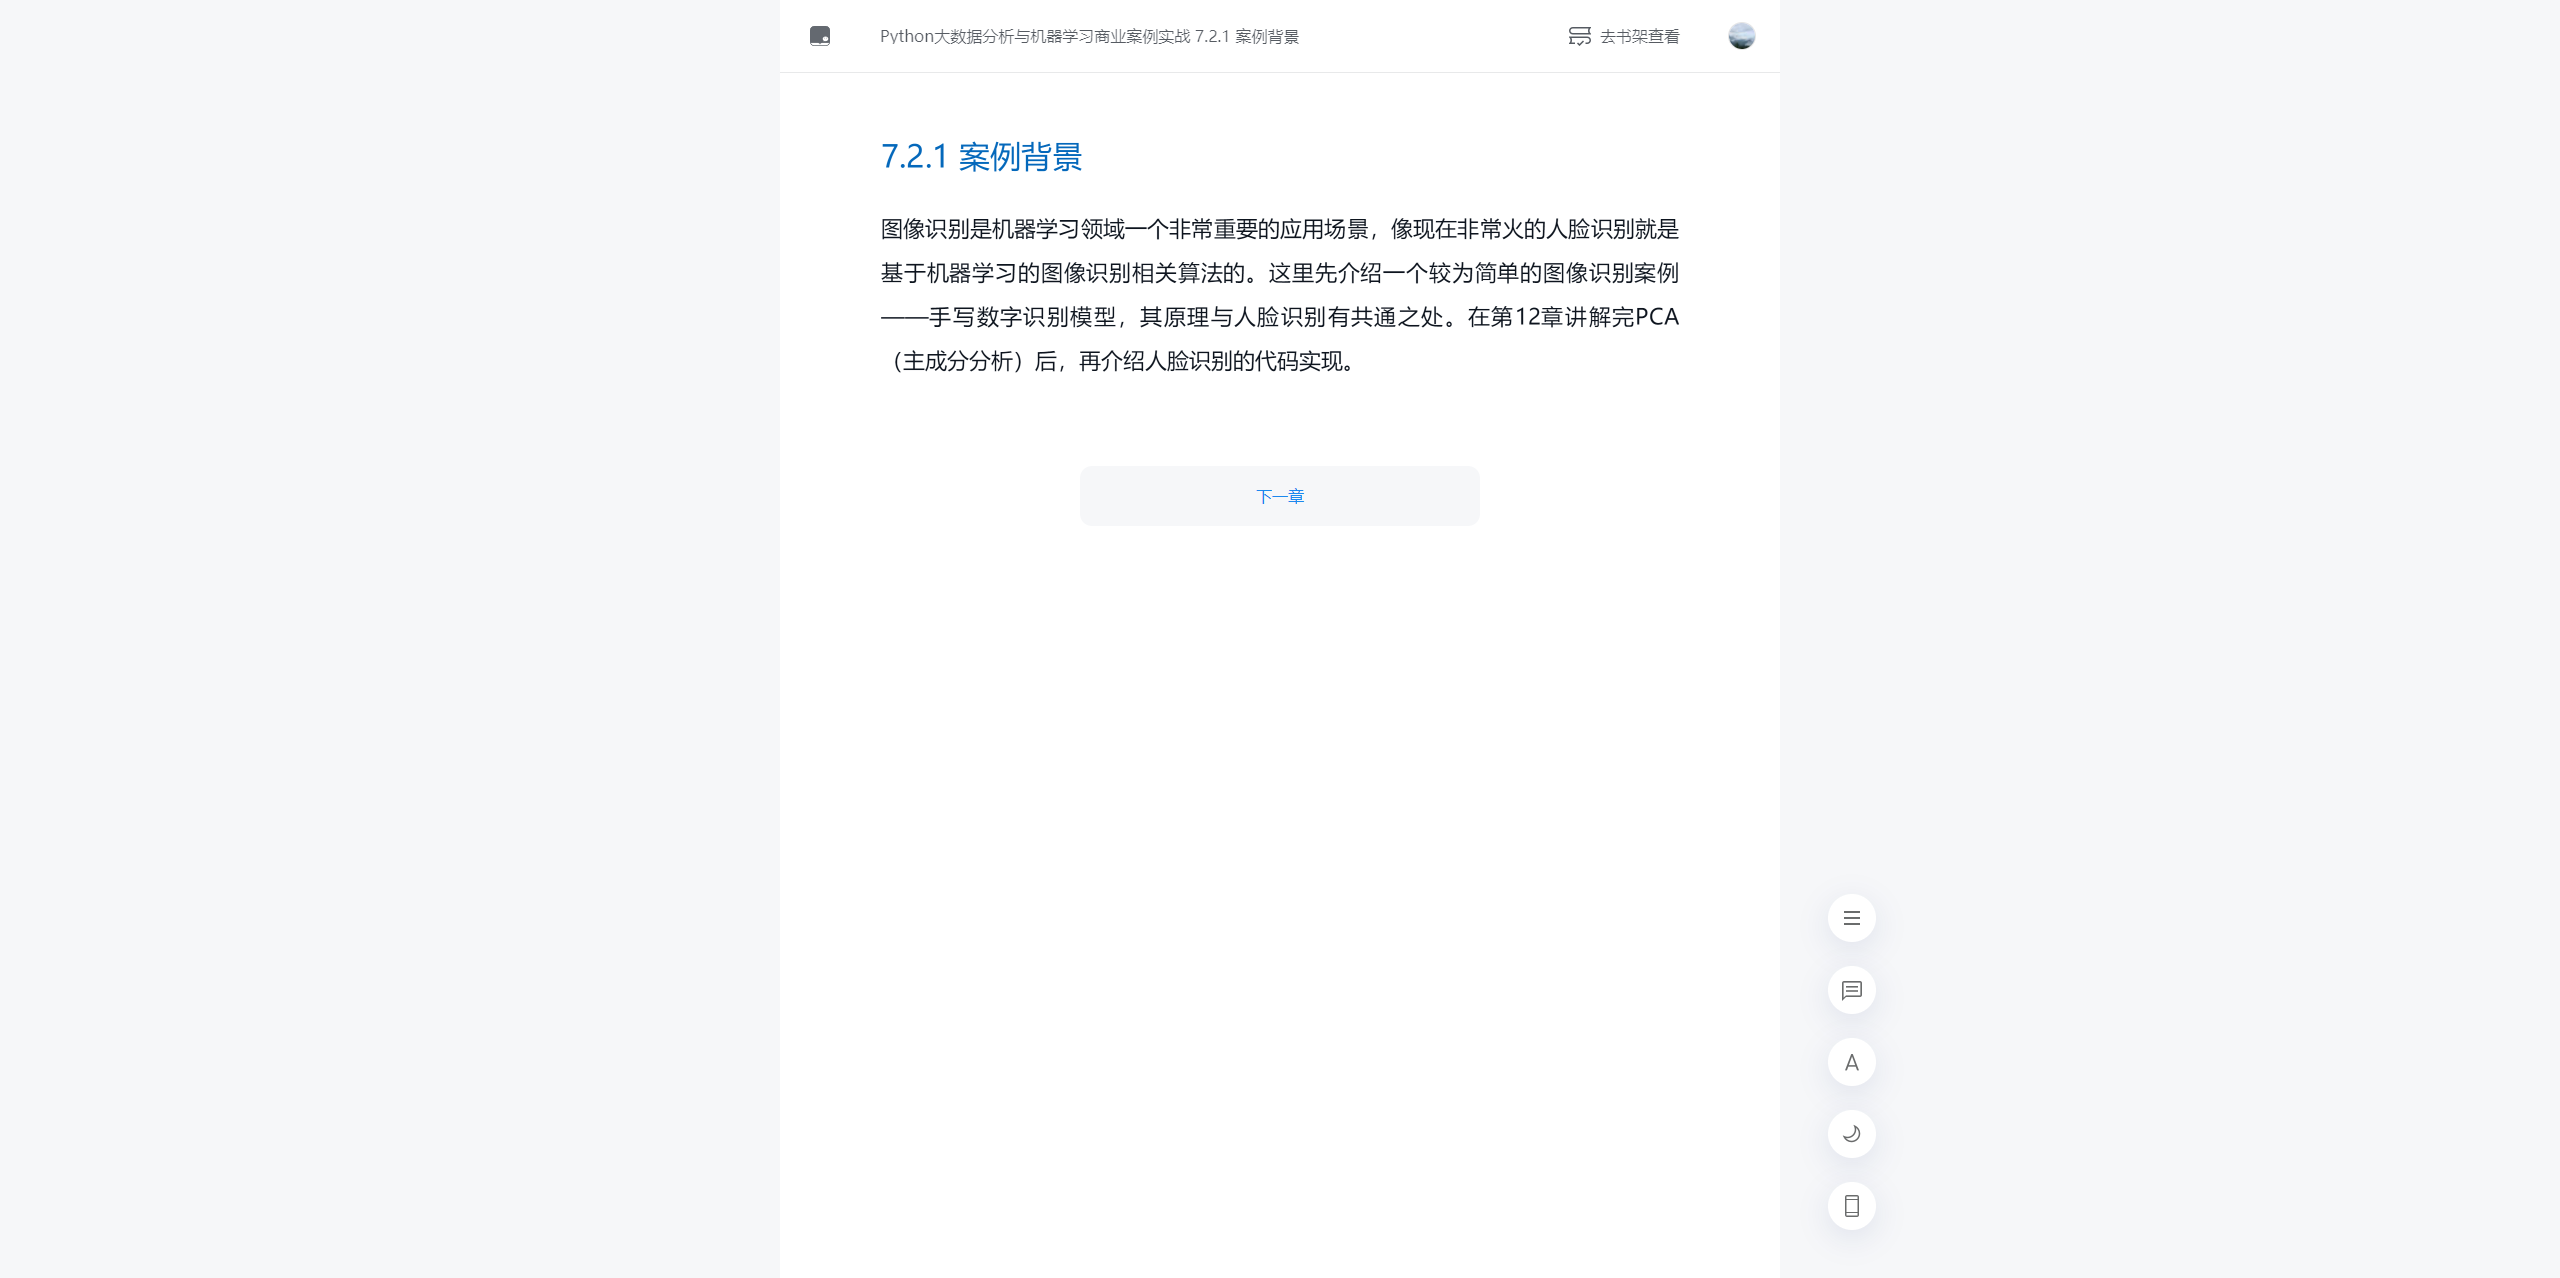 Python大数据分析与机器学习商业案例实战 7.2.1 案例背景
去书架查看
7.2.1 案例背景
图像识别是机器学习领域一个非常重要的应用场景，像现在非常火的人脸识别就是
基于机器学习的图像识别相关算法的。这里先介绍一个较为简单的图像识别案例
——手写数字识别模型，其原理与人脸识别有共通之处。在第12章讲解完PCA
（主成分分析）后，再介绍人脸识别的代码实现。
下一章